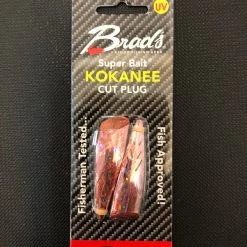 UV
Brad's
Super Bait®
KOKANEE
CUT PLUG
Fisherman Tested...
Fish Approved!